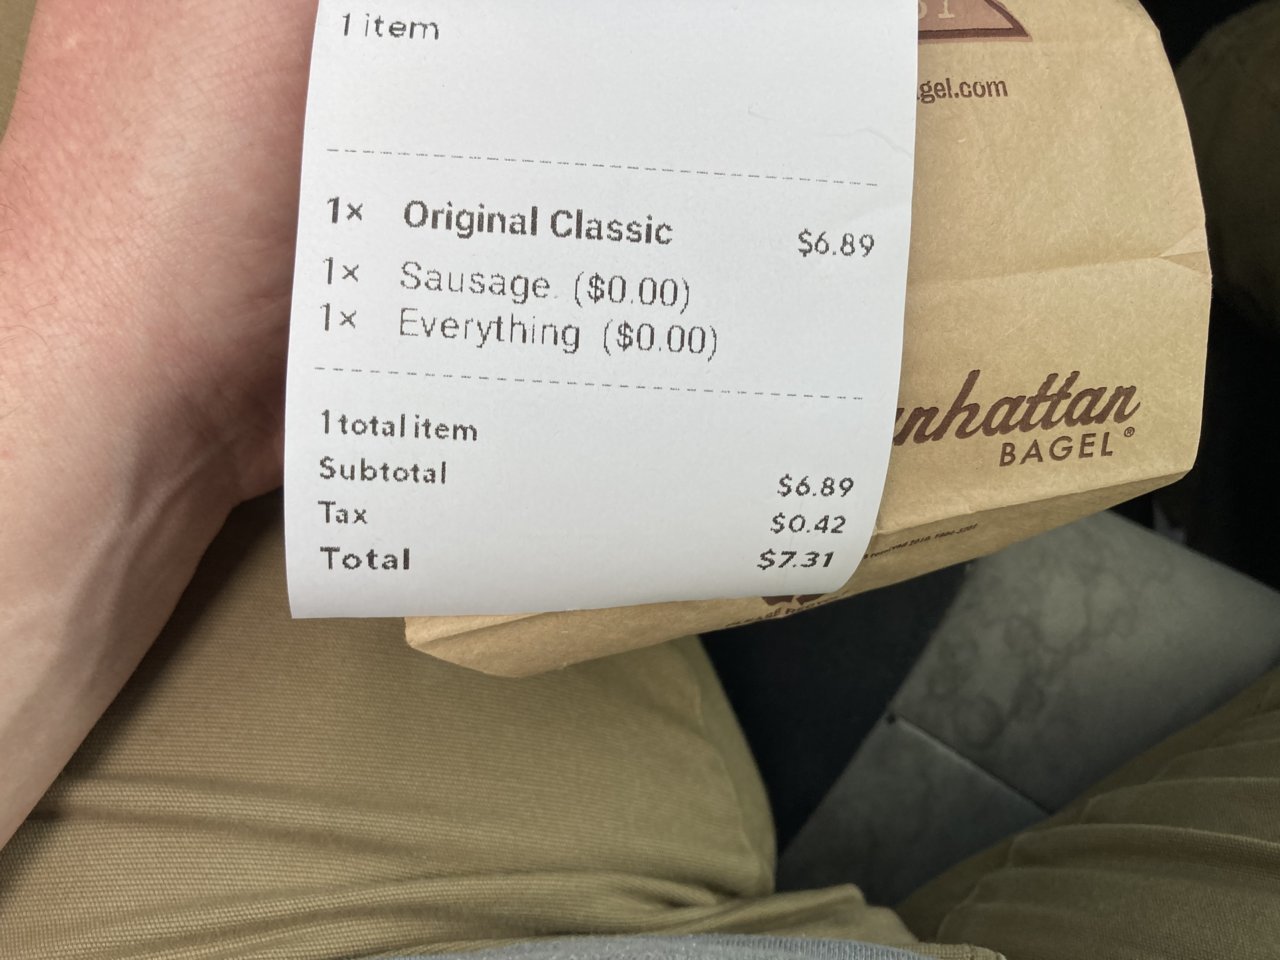 1 item
1× Original Classic $6.89
1× Sausage ($0.00)
1× Everything ($0.00)
1 total item
Subtotal $6.89
Tax $0.42
Total $7.31
gel.com
nhattan
BAGEL®